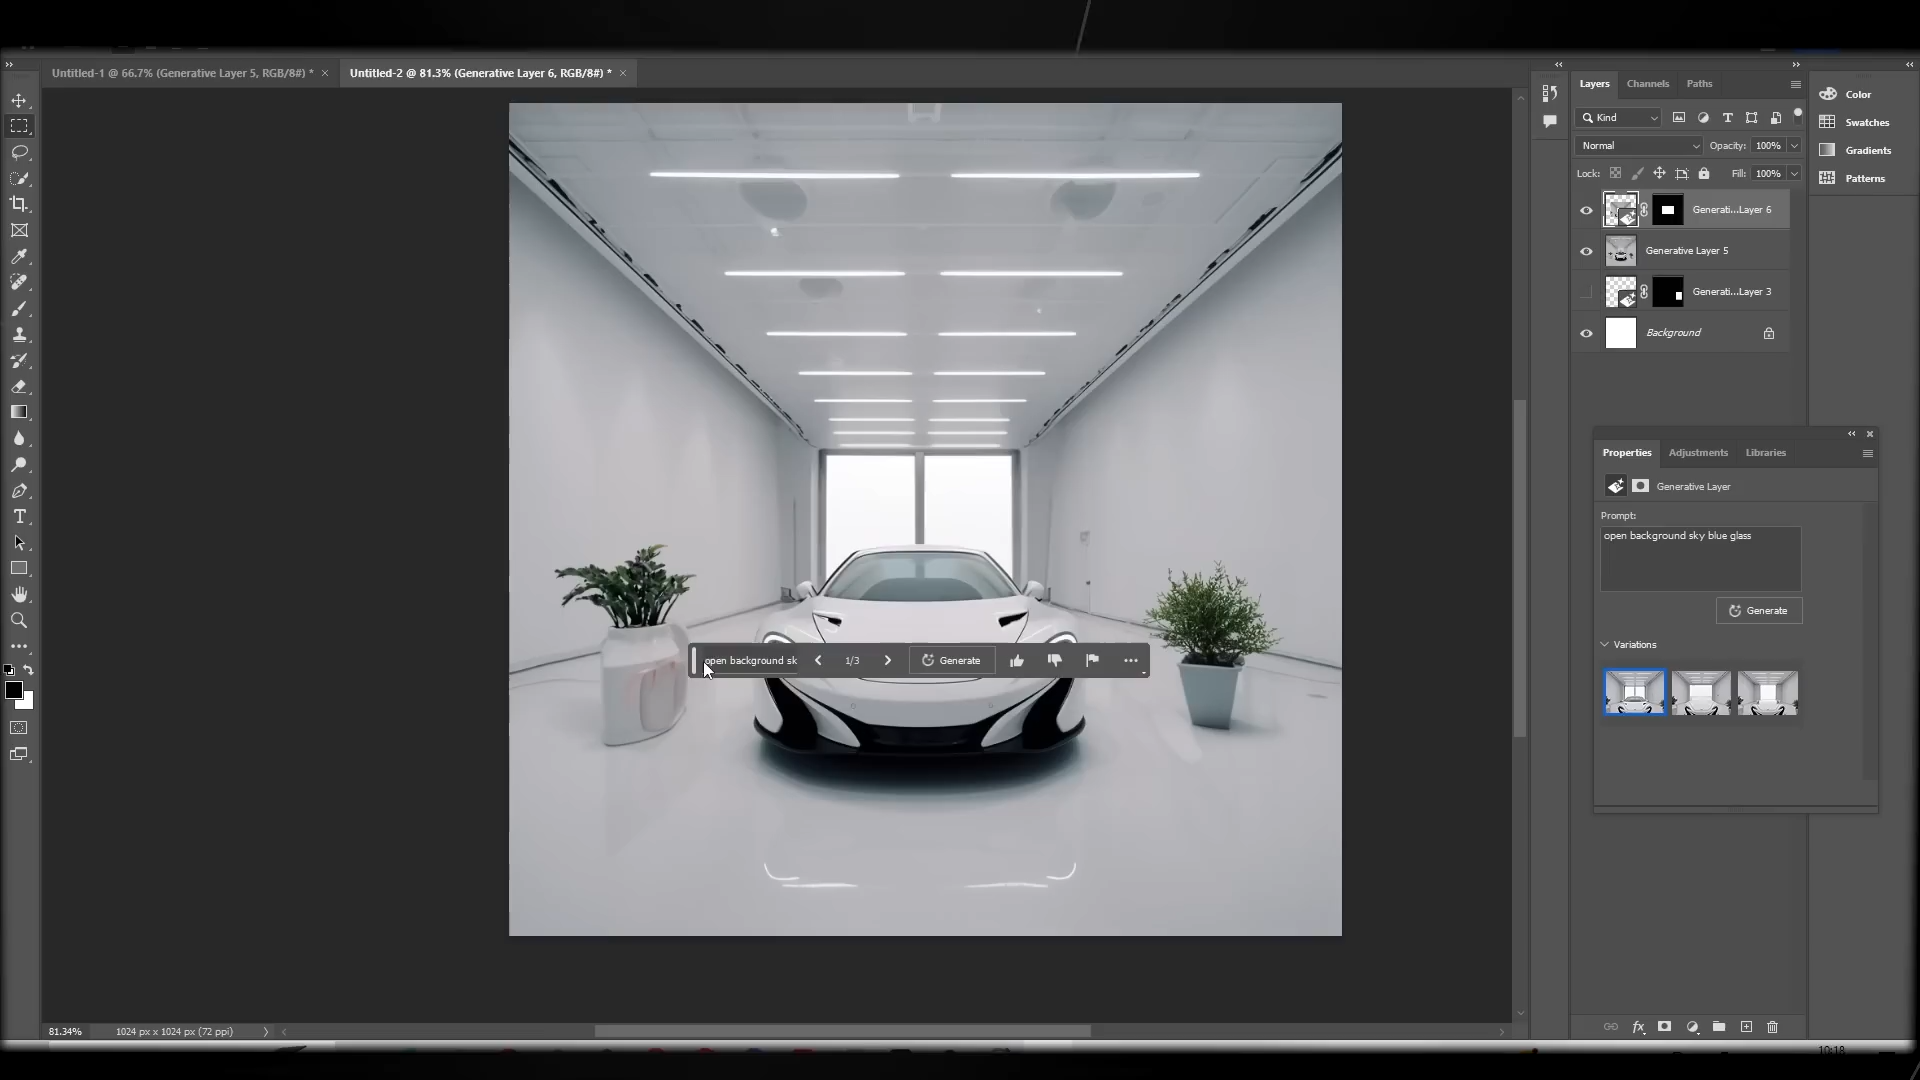 Untitled-1 @ 66.7% (Generative Layer 5, RGB/8#) *
Untitled-2 @ 81.3% (Generative Layer 6, RGB/8#) *
Layers Channels Paths
Color
Kind
Swatches
Normal Opacity: 100%
Gradients
Lock: Fill: 100%
Patterns
Generati...Layer 6
Generative Layer 5
Generati...Layer 3
Background
Properties Adjustments Libraries
Generative Layer
Prompt:
open background sky blue glass
Generate
Variations
open background sk 1/3 Generate
T
81.34% 1024 px x 1024 px (72 ppi)
fx
10:18